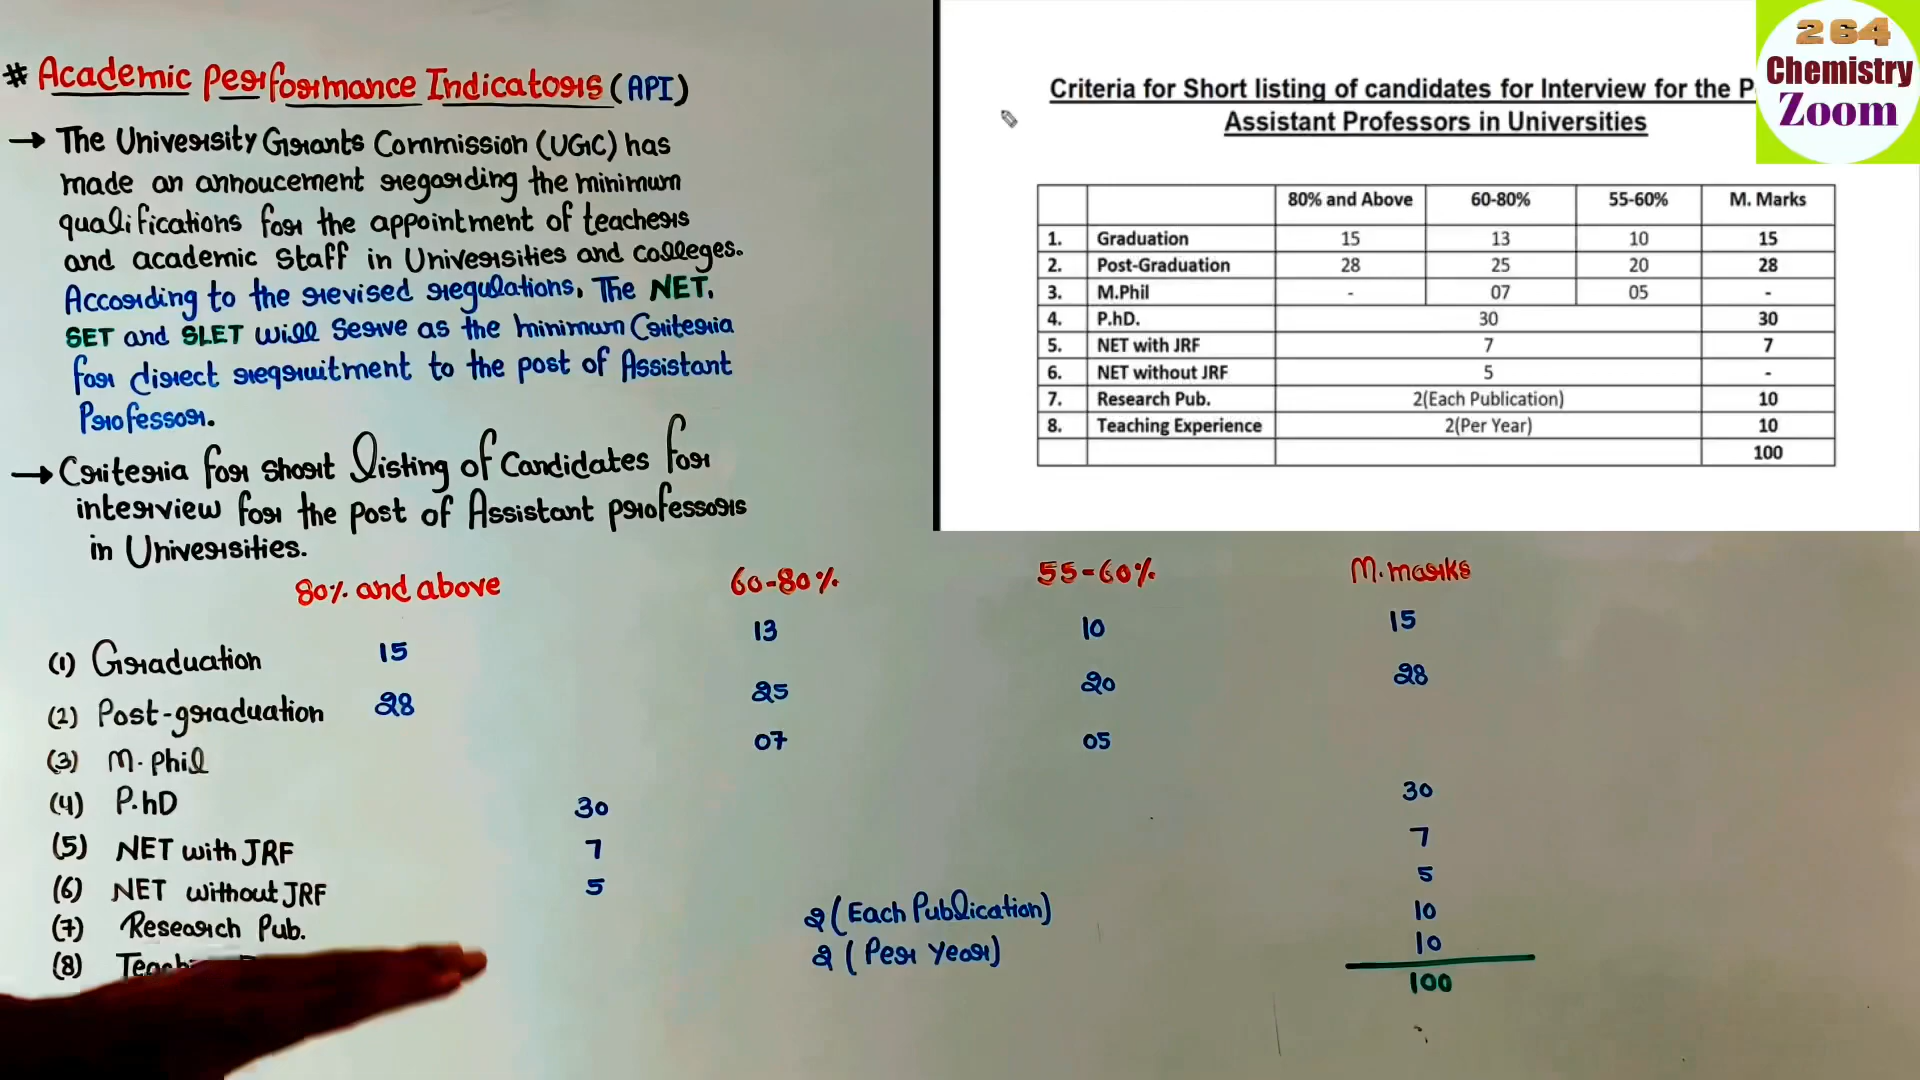 # Academic Performance Indicators (API)
→ The University Grants Commission (UGC) has
made an annoucement regarding the minimum
qualifications for the appointment of teachers
and academic staff in Universities and colleges.
According to the revised regulations, The NET,
SET and SLET will serve as the minimum Criteria
for direct reqruitment to the post of Assistant
Professor.
→ Criteria for short listing of Candidates for
interview for the post of Assistant professors
in Universities.
80% and above 60-80% 55-60% M. marks
(1) Graduation 15 13 10 15
(2) Post-graduation 28 25 20 28
(3) M. phil 07 05
(4) P.hD 30 30
(5) NET with JRF 7 7
(6) NET without JRF 5 5
(7) Research Pub. 2 (Each Publication) 10
(8) 2 (Per Year) 10
100
Criteria for Short listing of candidates for Interview for the P
Assistant Professors in Universities
80% and Above 60-80% 55-60% M. Marks
1. Graduation 15 13 10 15
2. Post-Graduation 28 25 20 28
3. M.Phil - 07 05 -
4. P.hD. 30 30
5. NET with JRF 7 7
6. NET without JRF 5 -
7. Research Pub. 2(Each Publication) 10
8. Teaching Experience 2(Per Year) 10
100
264
Chemistry
Zoom